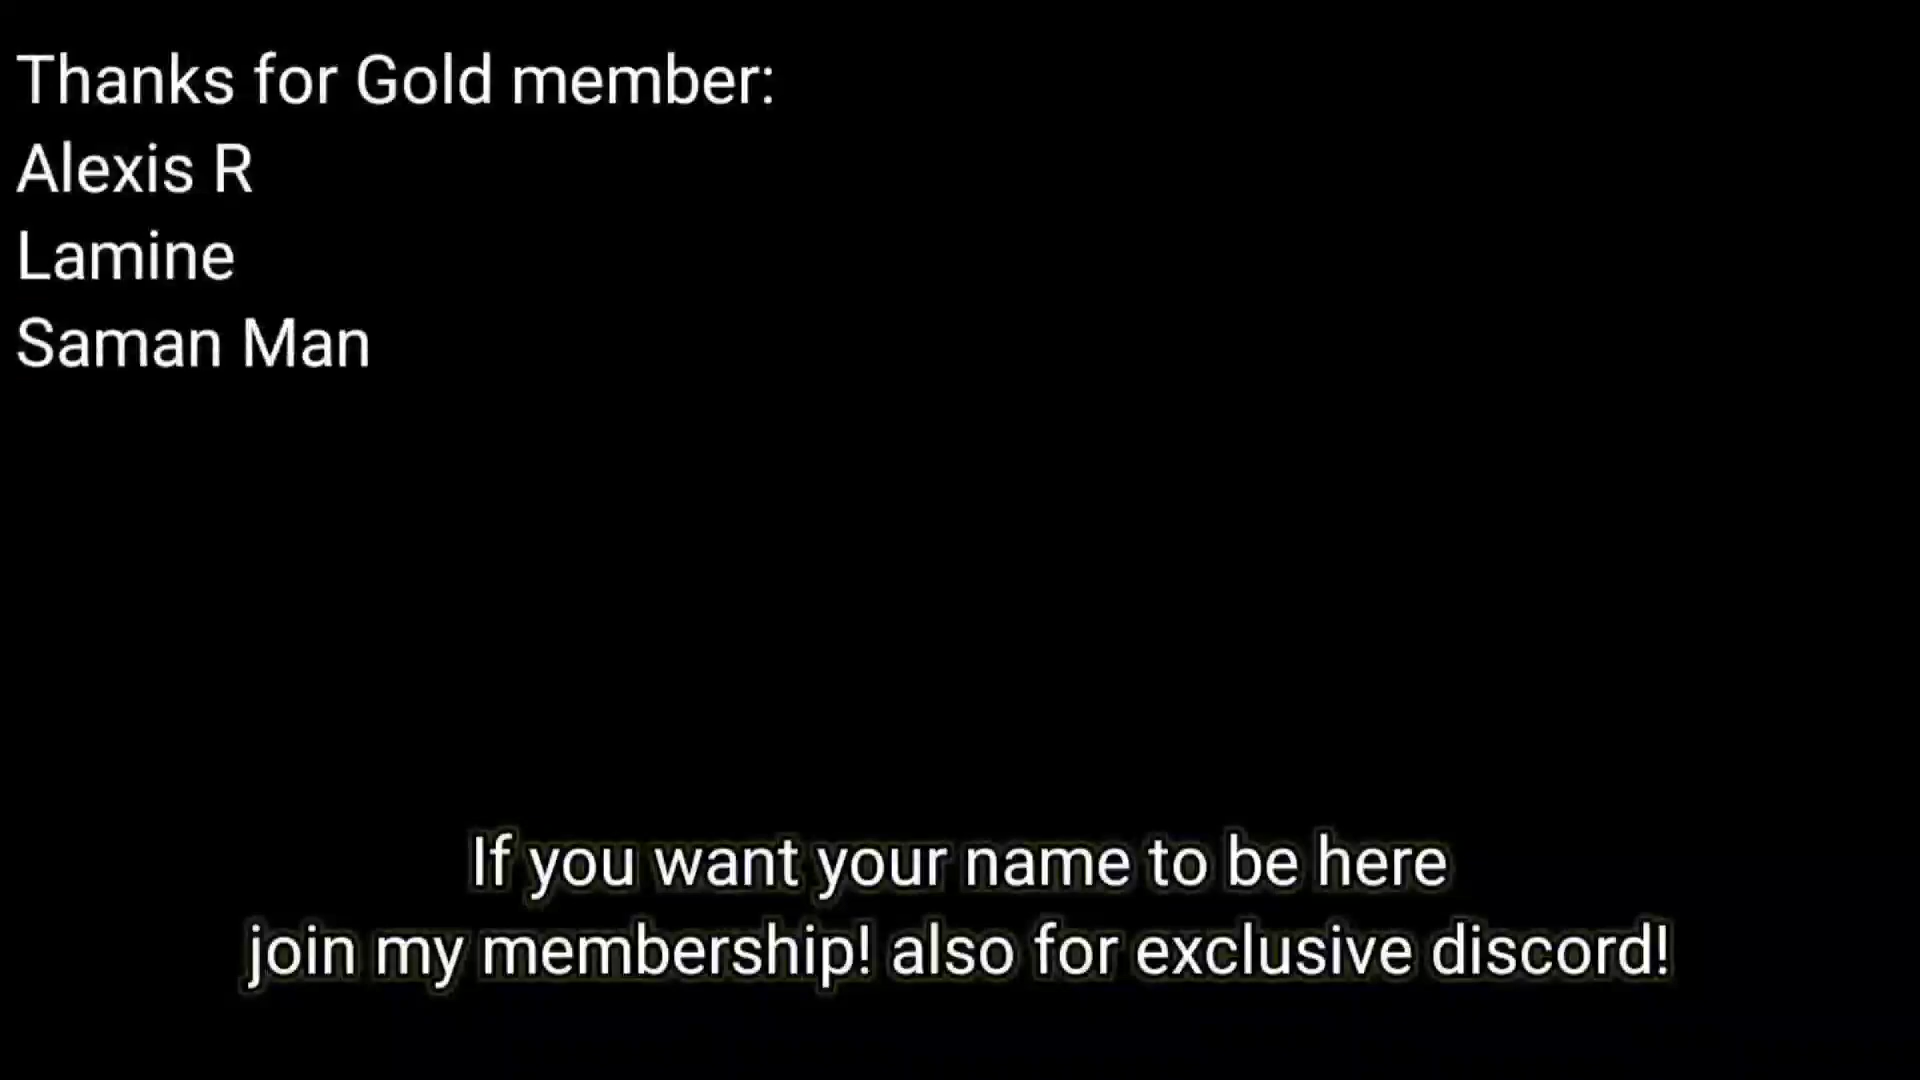 Thanks for Gold member:
Alexis R
Lamine
Saman Man
If you want your name to be here
join my membership! also for exclusive discord!